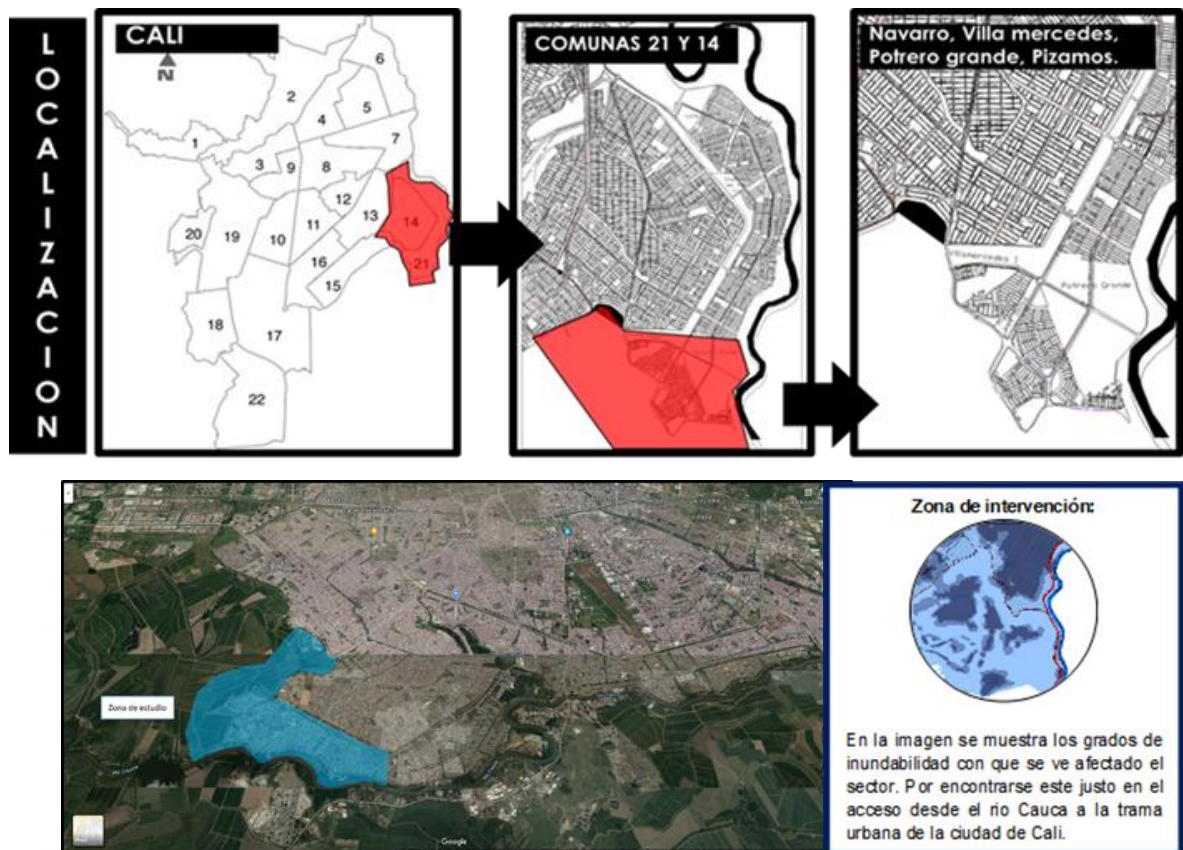 LOCALIZACION
CALI
N
6
2
5
4
1
7
3
9
8
12
14
13
20
19
10
11
21
16
15
18
17
22
COMUNAS 21 Y 14
Navarro, Villa mercedes,
Potrero grande, Pizamos.
Villamercedes I
Potrero Grande
Zona de estudio
Google
Zona de intervención:
En la imagen se muestra los grados de
inundabilidad con que se ve afectado el
sector. Por encontrarse este justo en el
acceso desde el rio Cauca a la trama
urbana de la ciudad de Cali.